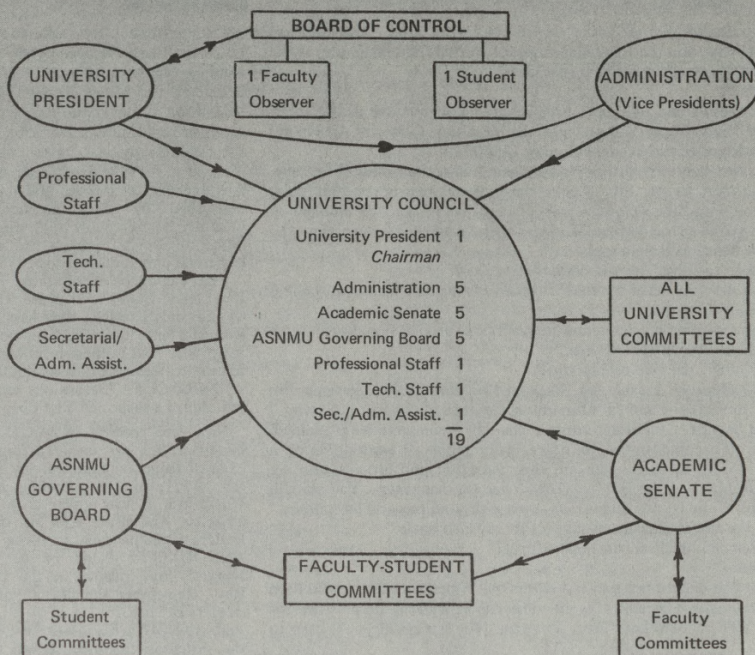 BOARD OF CONTROL
UNIVERSITY
PRESIDENT
1 Faculty
Observer
1 Student
Observer
ADMINISTRATION
(Vice Presidents)
Professional
Staff
Tech.
Staff
Secretarial/
Adm. Assist.
UNIVERSITY COUNCIL
University President 1
Chairman
Administration 5
Academic Senate 5
ASNMU Governing Board 5
Professional Staff 1
Tech. Staff 1
Sec./Adm. Assist. 1
19
ALL
UNIVERSITY
COMMITTEES
ASNMU
GOVERNING
BOARD
ACADEMIC
SENATE
FACULTY-STUDENT
COMMITTEES
Student
Committees
Faculty
Committees